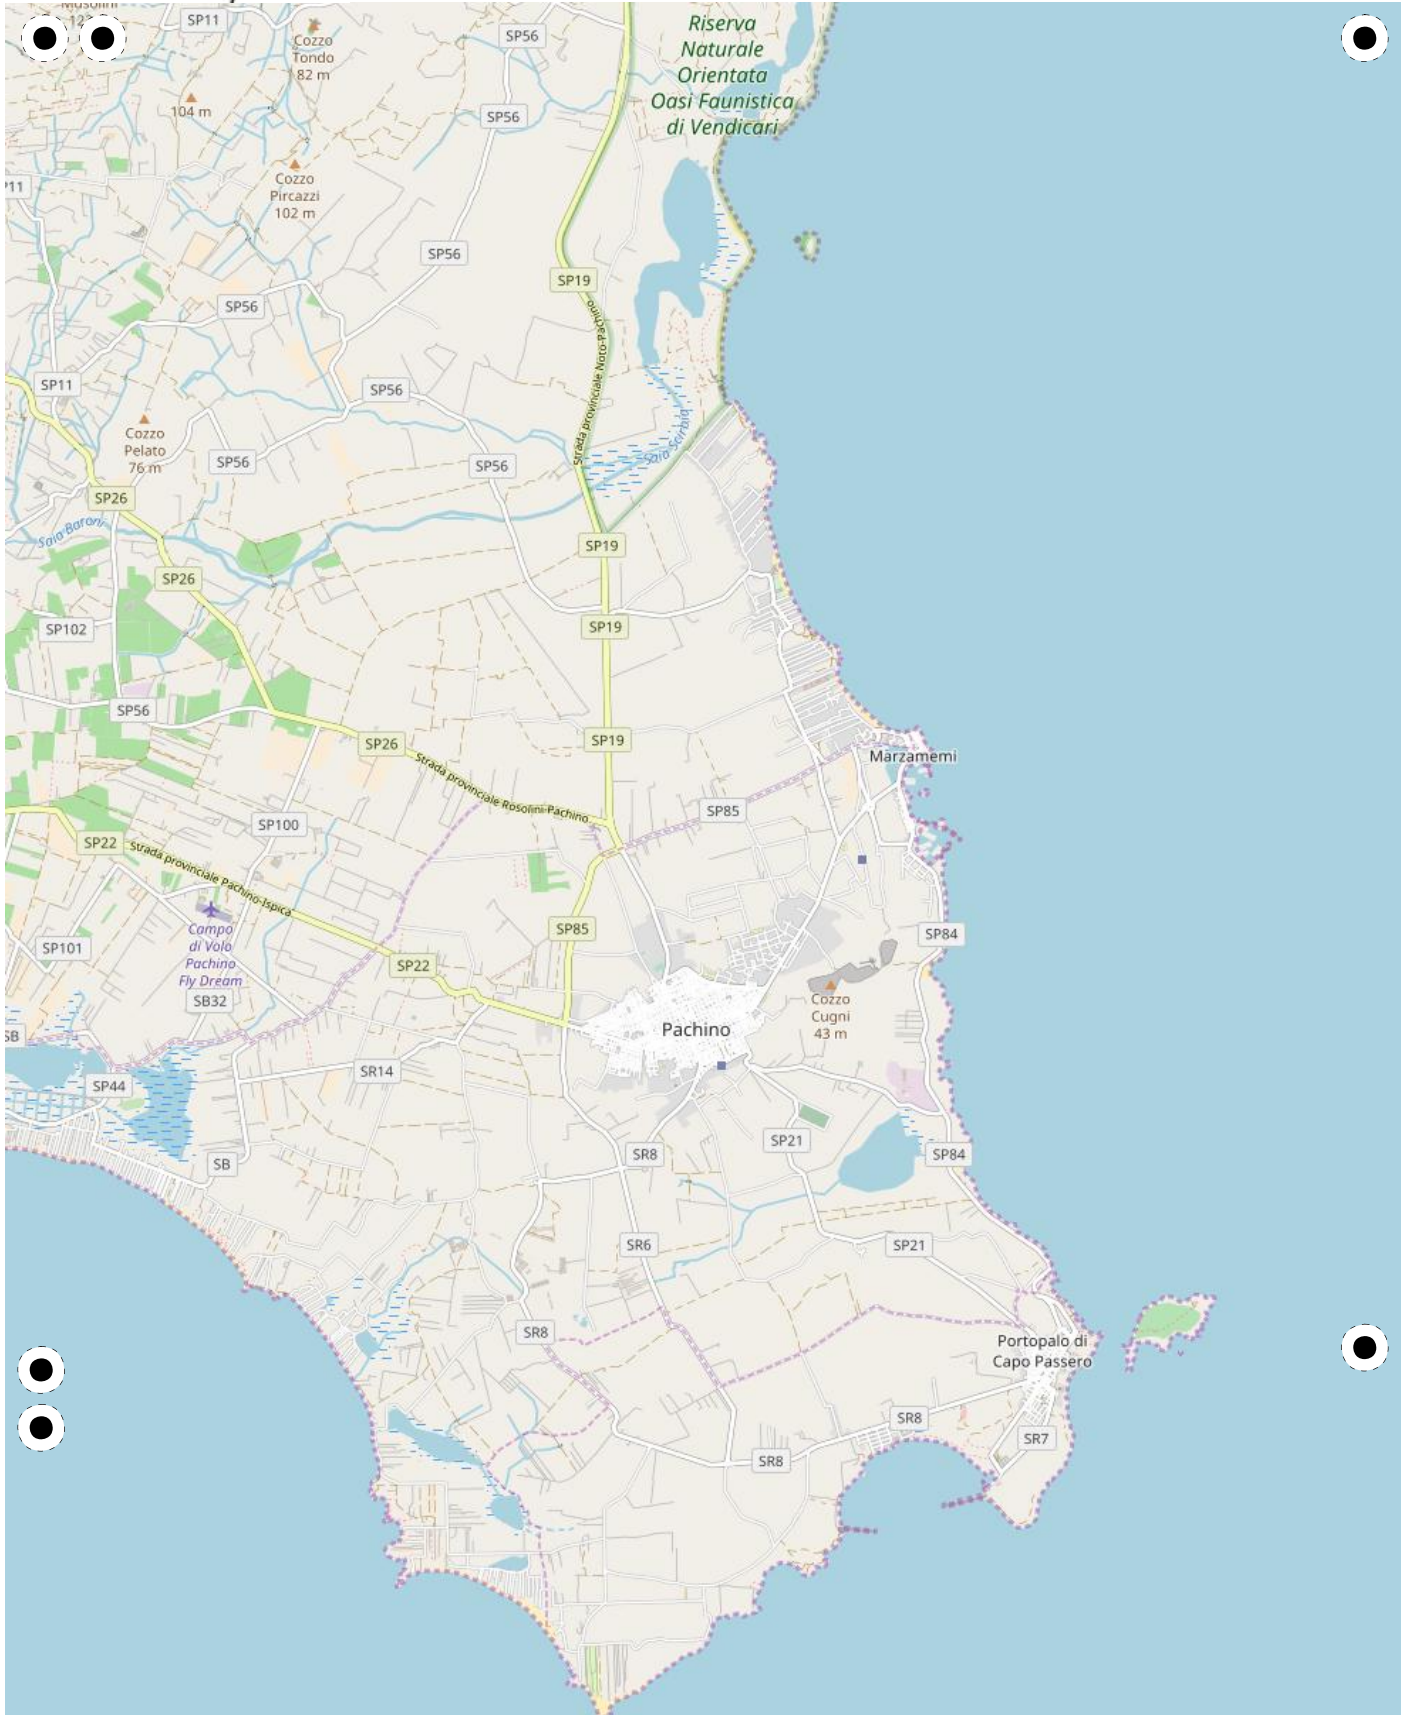 SP11
Cozzo
Tondo
82 m
SP56
Riserva
Naturale
Orientata
Oasi Faunistica
di Vendicari
104 m
SP56
Cozzo
Pircazzi
102 m
SP56
SP19
SP56
Strada provinciale Noto-Pachino
SP11
SP56
Cozzo
Pelato
76 m
Saia Scirbia
SP56
SP56
SP26
Saia Baroni
SP19
SP26
SP102
SP19
SP56
SP26
SP19
Marzamemi
Strada provinciale Rosolini-Pachino
SP85
SP100
SP22
Strada provinciale Pachino-Ispica
Campo
di Volo
Pachino
Fly Dream
SP85
SP84
SP101
SP22
SB32
Cozzo
Cugni
43 m
Pachino
SB
SR14
SP44
SP21
SR8
SP84
SB
SR6
SP21
SR8
Portopalo di
Capo Passero
SR8
SR7
SR8